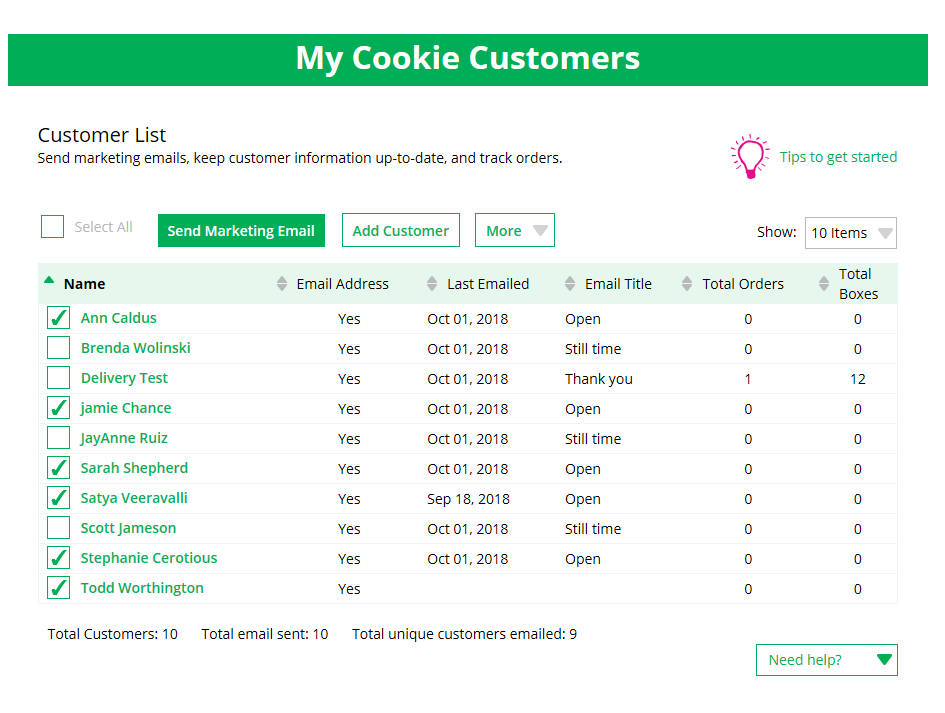 My Cookie Customers
Customer List
Send marketing emails, keep customer information up-to-date, and track orders.
Tips to get started
Select All Send Marketing Email Add Customer More Show: 10 Items
Name Email Address Last Emailed Email Title Total Orders Total Boxes
Ann Caldus Yes Oct 01, 2018 Open 0 0
Brenda Wolinski Yes Oct 01, 2018 Still time 0 0
Delivery Test Yes Oct 01, 2018 Thank you 1 12
jamie Chance Yes Oct 01, 2018 Open 0 0
JayAnne Ruiz Yes Oct 01, 2018 Still time 0 0
Sarah Shepherd Yes Oct 01, 2018 Open 0 0
Satya Veeravalli Yes Sep 18, 2018 Open 0 0
Scott Jameson Yes Oct 01, 2018 Still time 0 0
Stephanie Cerotious Yes Oct 01, 2018 Open 0 0
Todd Worthington Yes 0 0
Total Customers: 10 Total email sent: 10 Total unique customers emailed: 9
Need help?